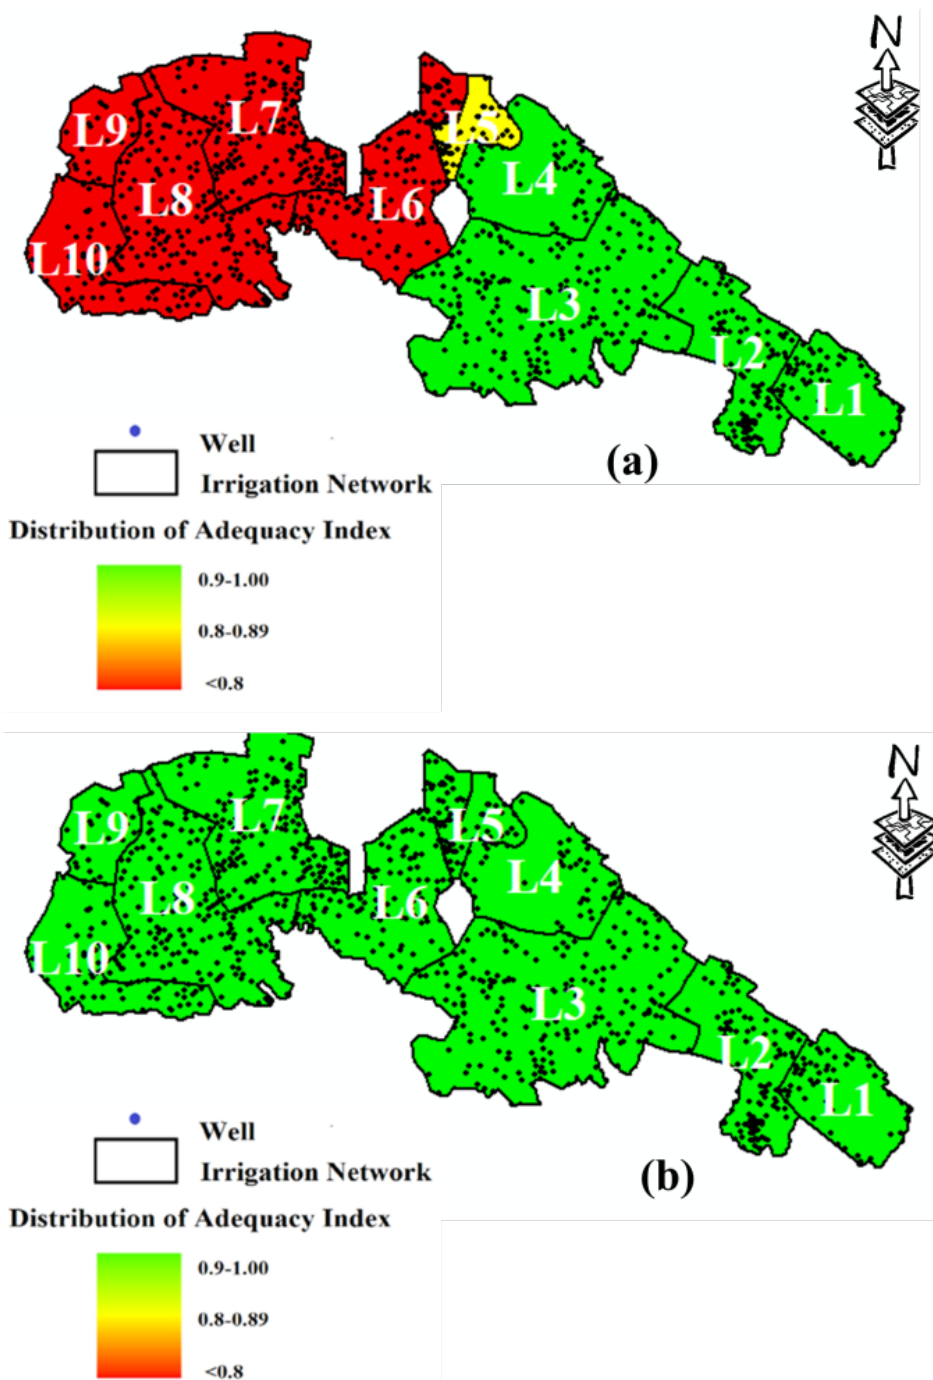 N
L9
L7
L5
L8
L6
L4
L10
L3
L2
L1
Well
Irrigation Network
(a)
Distribution of Adequacy Index
0.9-1.00
0.8-0.89
<0.8
N
L9
L7
L5
L8
L6
L4
L10
L3
L2
L1
Well
Irrigation Network
(b)
Distribution of Adequacy Index
0.9-1.00
0.8-0.89
<0.8